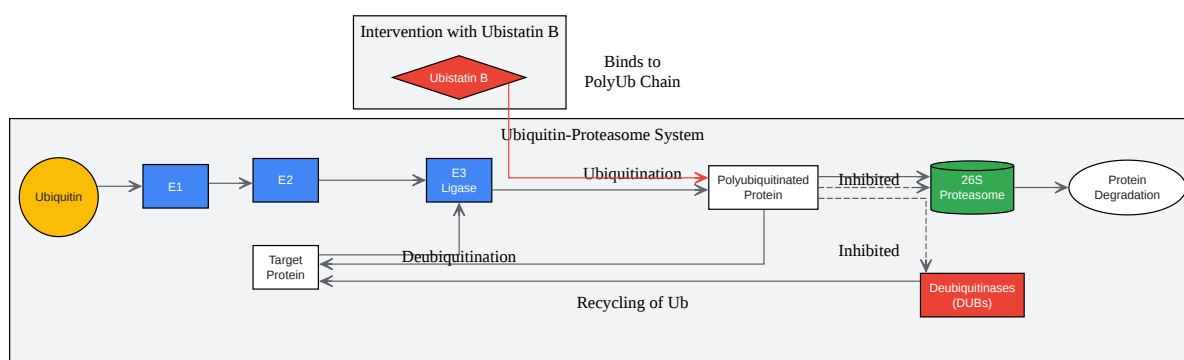 Intervention with Ubistatin B
Ubistatin B
Binds to
PolyUb Chain
Ubiquitin-Proteasome System
Ubiquitin
E1
E2
E3
Ligase
Ubiquitination
Polyubiquitinated
Protein
Inhibited
26S
Proteasome
Protein
Degradation
Target
Protein
Deubiquitination
Inhibited
Deubiquitinases
(DUBs)
Recycling of Ub